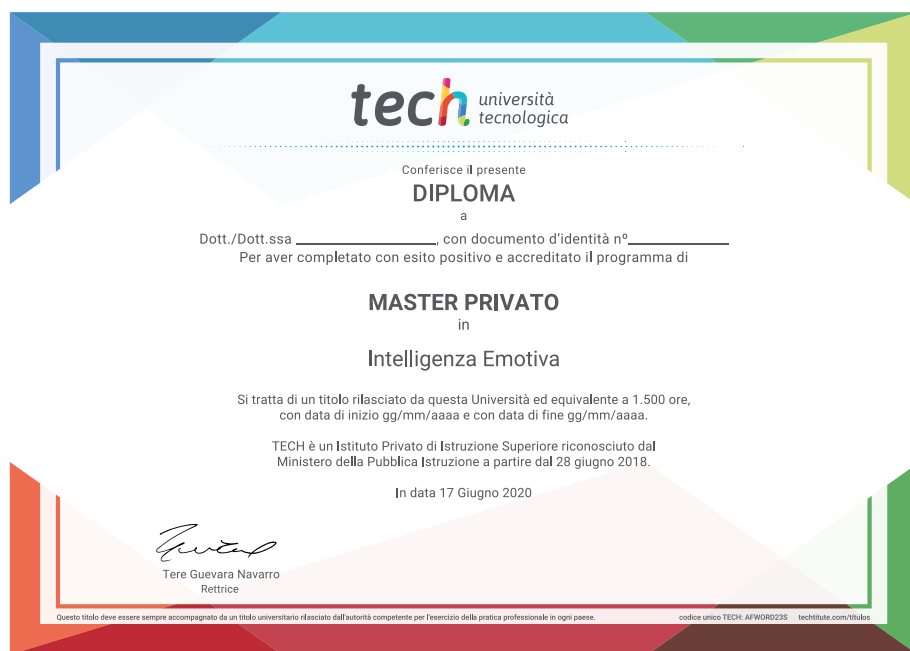 tech università
tecnologica
Conferisce il presente
DIPLOMA
a
Dott./Dott.ssa ____________________, con documento d'identità nº______________
Per aver completato con esito positivo e accreditato il programma di
MASTER PRIVATO
in
Intelligenza Emotiva
Si tratta di un titolo rilasciato da questa Università ed equivalente a 1.500 ore,
con data di inizio gg/mm/aaaa e con data di fine gg/mm/aaaa.
TECH è un Istituto Privato di Istruzione Superiore riconosciuto dal
Ministero della Pubblica Istruzione a partire dal 28 giugno 2018.
In data 17 Giugno 2020
Tere Guevara Navarro
Rettrice
Questo titolo deve essere sempre accompagnato da un titolo universitario rilasciato dall'autorità competente per l'esercizio della pratica professionale in ogni paese. codice unico TECH: AFWORD23S techtitute.com/títulos